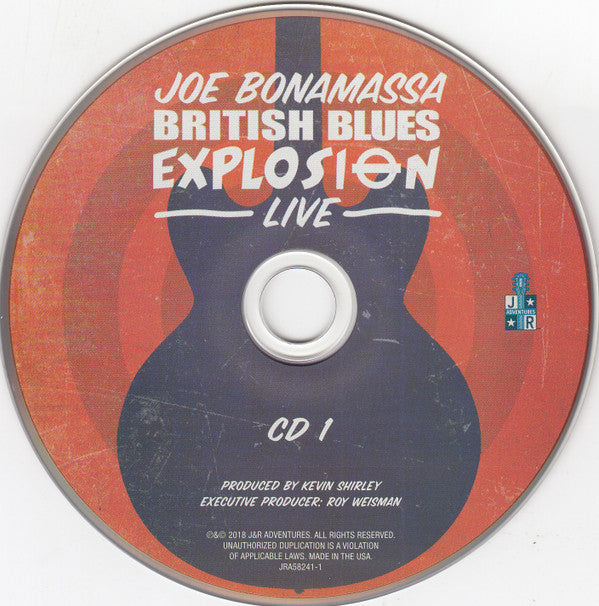 JOE BONAMASSA
BRITISH BLUES
EXPLOSION
LIVE
J
ADVENTURES
R
CD 1
PRODUCED BY KEVIN SHIRLEY
EXECUTIVE PRODUCER: ROY WEISMAN
℗&© 2018 J&R ADVENTURES. ALL RIGHTS RESERVED.
UNAUTHORIZED DUPLICATION IS A VIOLATION
OF APPLICABLE LAWS. MADE IN THE USA.
JRA58241-1